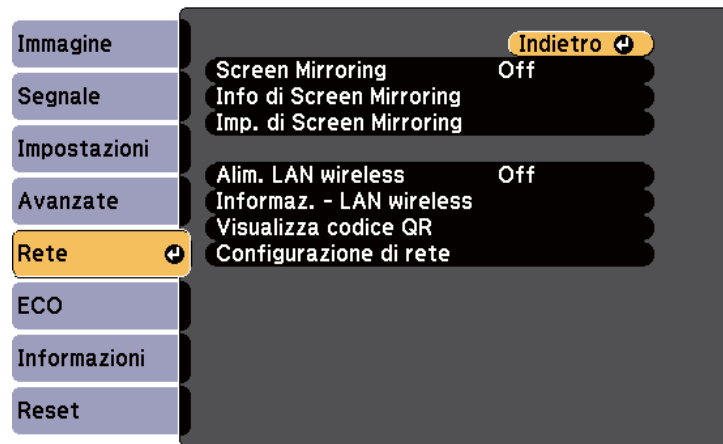 Immagine
Segnale
Impostazioni
Avanzate
Rete
ECO
Informazioni
Reset
Indietro
Screen Mirroring Off
Info di Screen Mirroring
Imp. di Screen Mirroring
Alim. LAN wireless Off
Informaz. - LAN wireless
Visualizza codice QR
Configurazione di rete